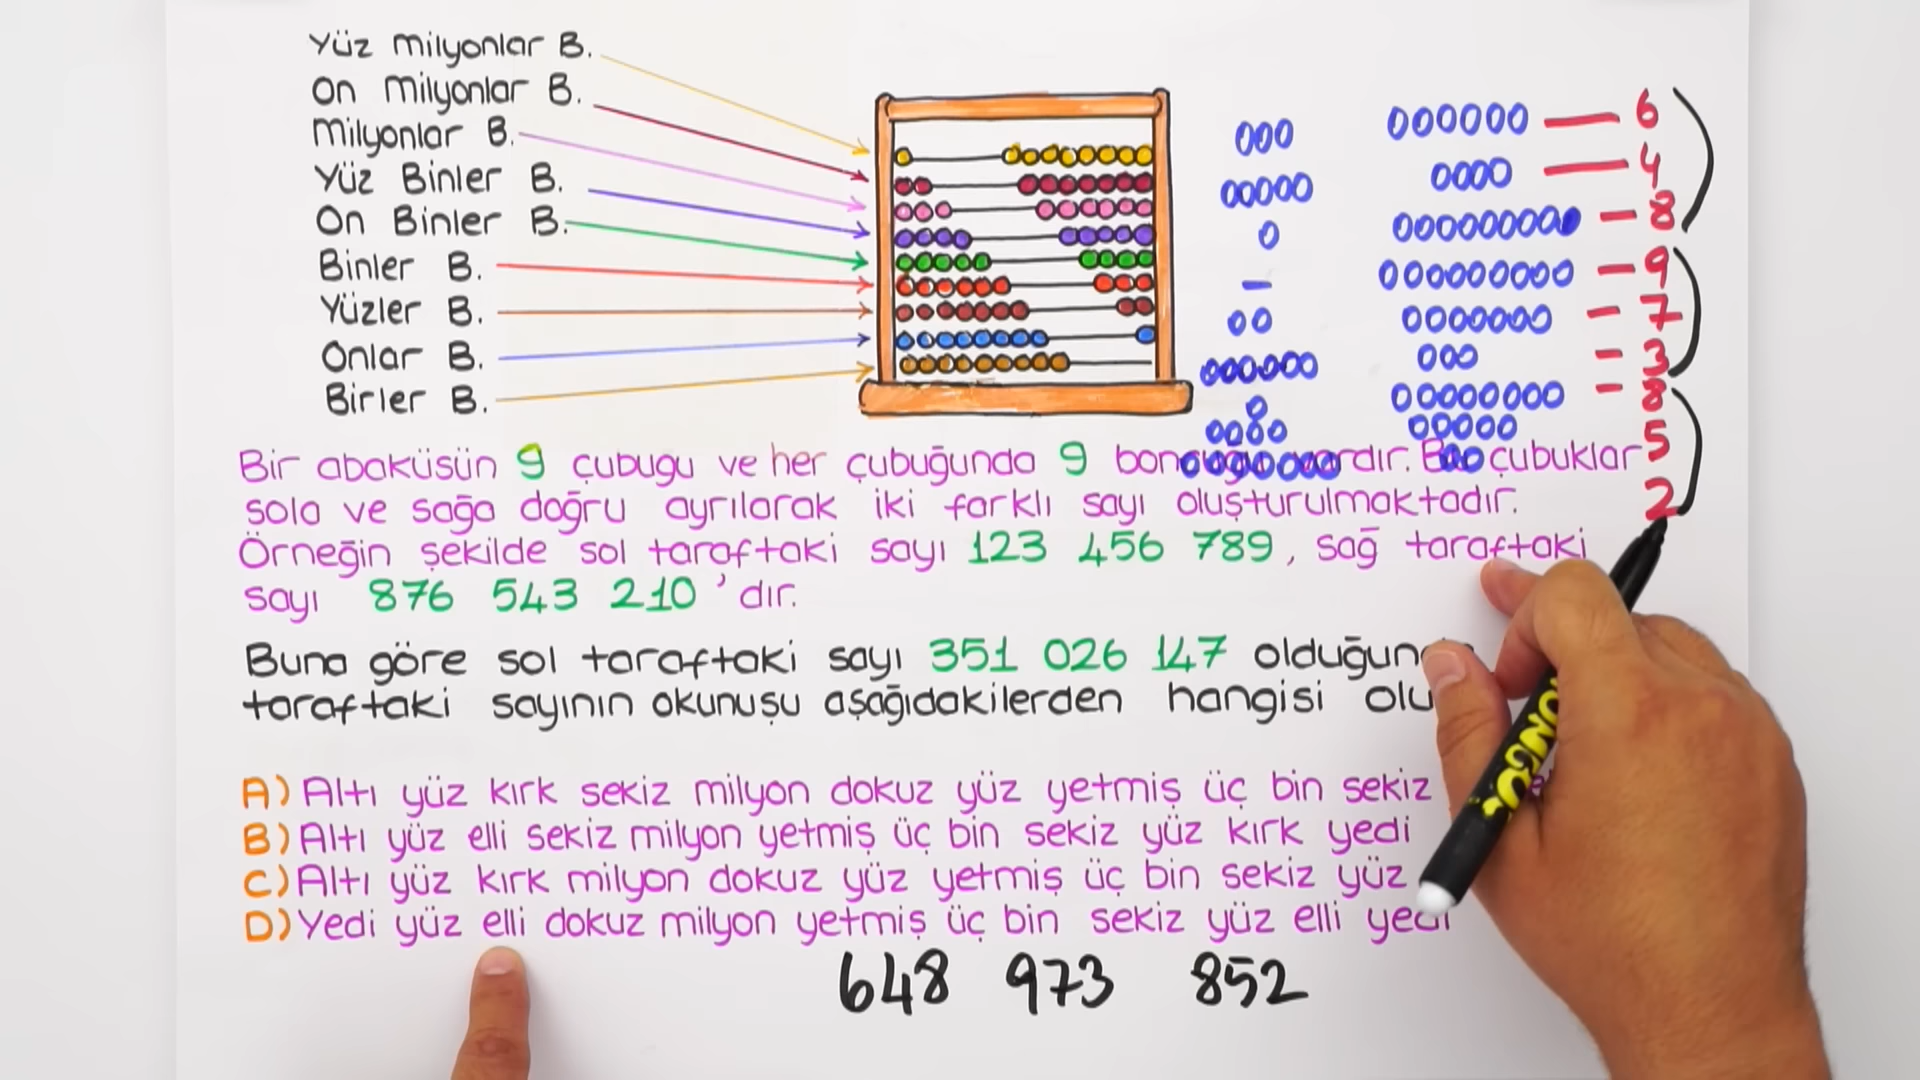 Yüz Milyonlar B.
On Milyonlar B.
Milyonlar B.
Yüz Binler B.
On Binler B.
Binler B.
Yüzler B.
Onlar B.
Birler B.
6
4
8
9
7
3
8
5
2
Bir abaküsün 9 çubugu ve her çubuğunda 9 çubuklar
sola ve sağa doğru ayrılarak iki farklı sayı oluşturulmaktadır.
Örneğin şekilde sol taraftaki sayı 123 456 789, sağ taraftaki
sayı 876 543 210 'dır.
Buna göre sol taraftaki sayı 351 026 147
taraftaki sayının okunuşu aşağıdakilerden hangisi
A) Altı yüz kırk sekiz milyon dokuz yüz yetmiş üç bin sekiz
B) Altı yüz elli sekiz milyon yetmiş üç bin sekiz yüz kırk yedi
C) Altı yüz kırk milyon dokuz yüz yetmiş üç bin sekiz yüz
D) Yedi yüz elli dokuz milyon yetmiş üç bin sekiz yüz elli yedi
648 973 852